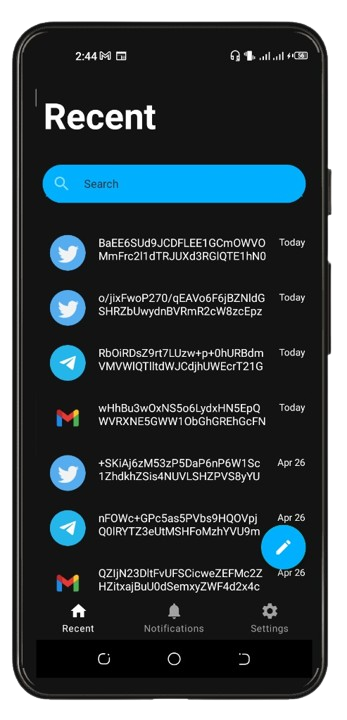 2:44
56
Recent
Search
BaEE6SUd9JCDFLEE1GCmOWVO
MmFrc2l1dTRJUXd3RGlQTE1hN0
Today
o/jixFwoP270/qEAVo6F6jBZNldG
SHRZbUwydnBVRmR2cW8zcEpz
Today
RbOiRDsZ9rt7LUzw+p+0hURBdm
VMVWlQTlltdWJCdjhUWEcrT21G
Today
wHhBu3wOxNS5o6LydxHN5EpQ
WVRXNE5GWW1ObGhGREhGcFN
Today
+SKiAj6zM53zP5DaP6nP6W1Sc
1ZhdkhZSis4NUVLSHZPVS8yYU
Apr 26
nFOWc+GPc5as5PVbs9HQOVpj
Q0lRYTZ3eUtMSHFoMzhYVU9m
Apr 26
QZIjN23DltFvUFSCicweZEFMc2Z
HZitxajBuU0dSemxyZWF4d2x4c
Apr 26
Recent
Notifications
Settings